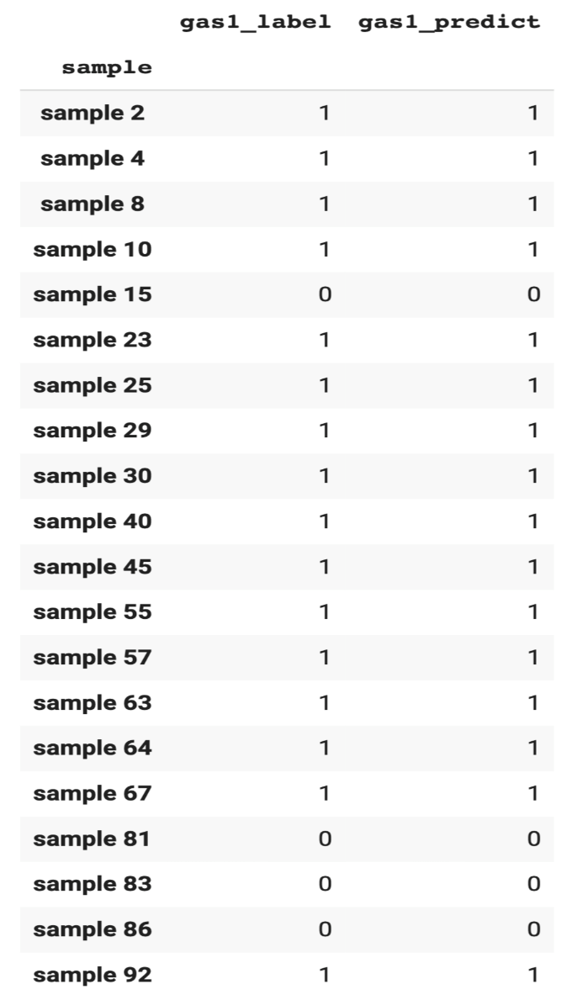 gas1_label gas1_predict
sample
sample 2 1 1
sample 4 1 1
sample 8 1 1
sample 10 1 1
sample 15 0 0
sample 23 1 1
sample 25 1 1
sample 29 1 1
sample 30 1 1
sample 40 1 1
sample 45 1 1
sample 55 1 1
sample 57 1 1
sample 63 1 1
sample 64 1 1
sample 67 1 1
sample 81 0 0
sample 83 0 0
sample 86 0 0
sample 92 1 1